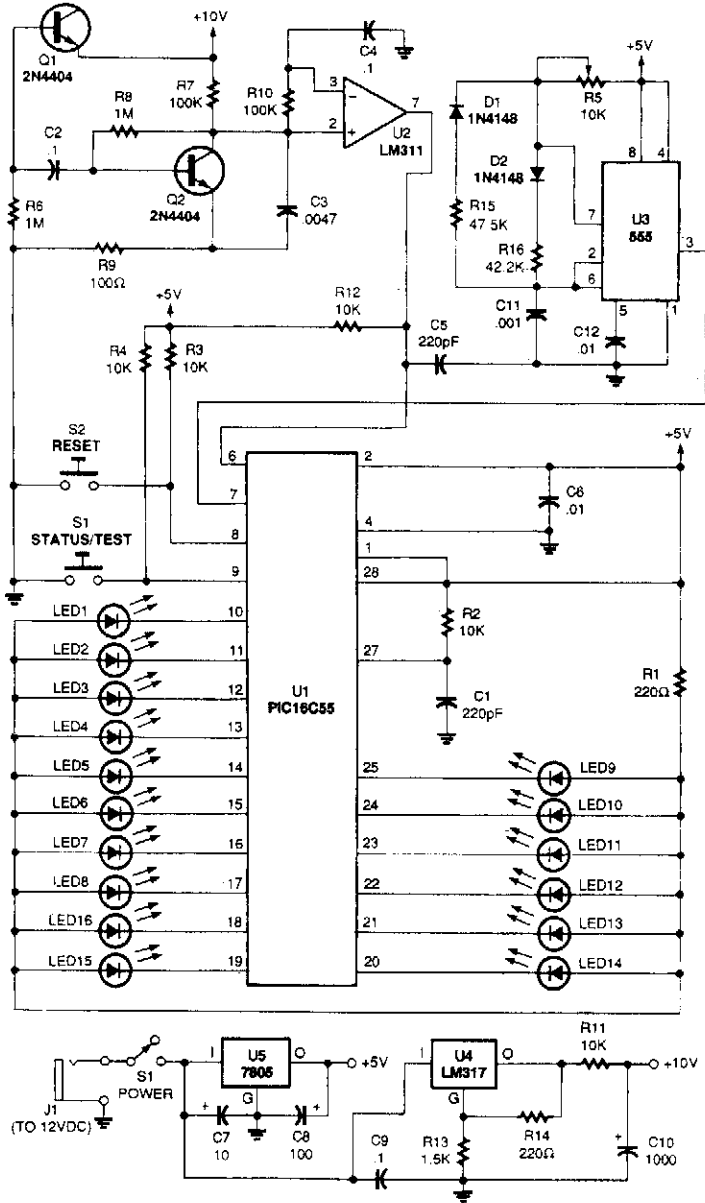 +10V
Q1
2N4404
R7
100K
R8
1M
C2
.1
R6
1M
Q2
2N4404
R9
100Ω
R10
100K
C4
.1
3
2
7
U2
LM311
C3
.0047
+5V
R5
10K
D1
1N4148
D2
1N4148
R15
47.5K
R16
42.2K
8
4
7
2
6
3
5
1
U3
555
C11
.001
C12
.01
C5
220pF
+5V
R12
10K
R4
10K
R3
10K
S2
RESET
S1
STATUS/TEST
6
7
8
9
10
11
12
13
14
15
16
17
18
19
LED1
LED2
LED3
LED4
LED5
LED6
LED7
LED8
LED16
LED15
U1
PIC16C55
2
4
1
28
27
25
24
23
22
21
20
+5V
C6
.01
R2
10K
C1
220pF
R1
220Ω
LED9
LED10
LED11
LED12
LED13
LED14
J1
(TO 12VDC)
S1
POWER
I
U5
7805
O
G
+5V
C7
10
C8
100
I
U4
LM317
O
G
R11
10K
+10V
C9
.1
R13
1.5K
R14
220Ω
C10
1000